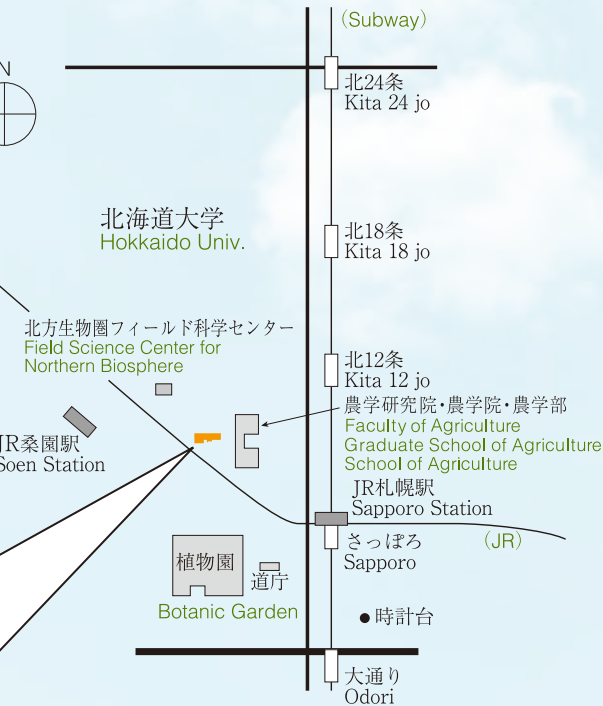 (Subway)
N
北24条
Kita 24 jo
北海道大学
Hokkaido Univ.
北18条
Kita 18 jo
北方生物圏フィールド科学センター
Field Science Center for
Northern Biosphere
北12条
Kita 12 jo
農学研究院・農学院・農学部
Faculty of Agriculture
Graduate School of Agriculture
School of Agriculture
JR桑園駅
Soen Station
JR札幌駅
Sapporo Station
さっぽろ
Sapporo
(JR)
植物園
道庁
Botanic Garden
時計台
大通り
Odori